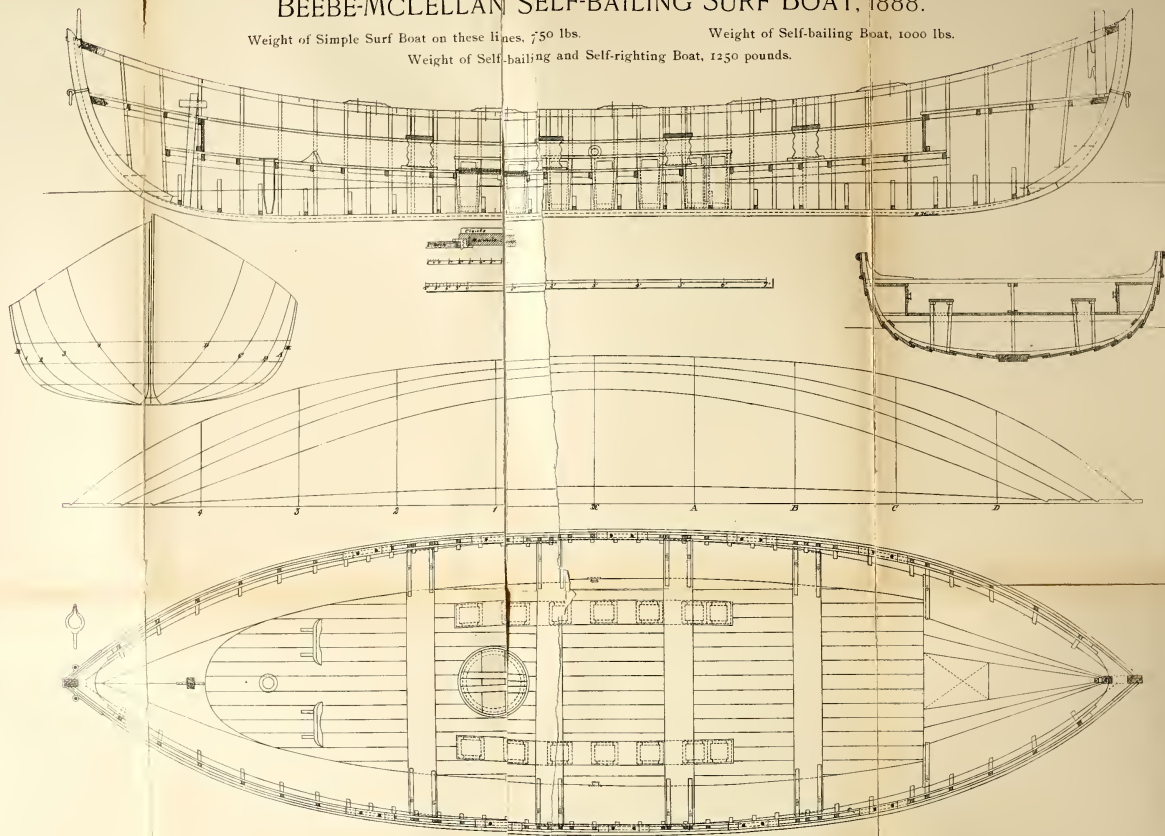 BEEBE-MCLELLAN SELF-BAILING SURF BOAT, 1888.
Weight of Simple Surf Boat on these lines, 750 lbs.
Weight of Self-bailing Boat, 1000 lbs.
Weight of Self-bailing and Self-righting Boat, 1250 pounds.
4 3 2 1 A B C D